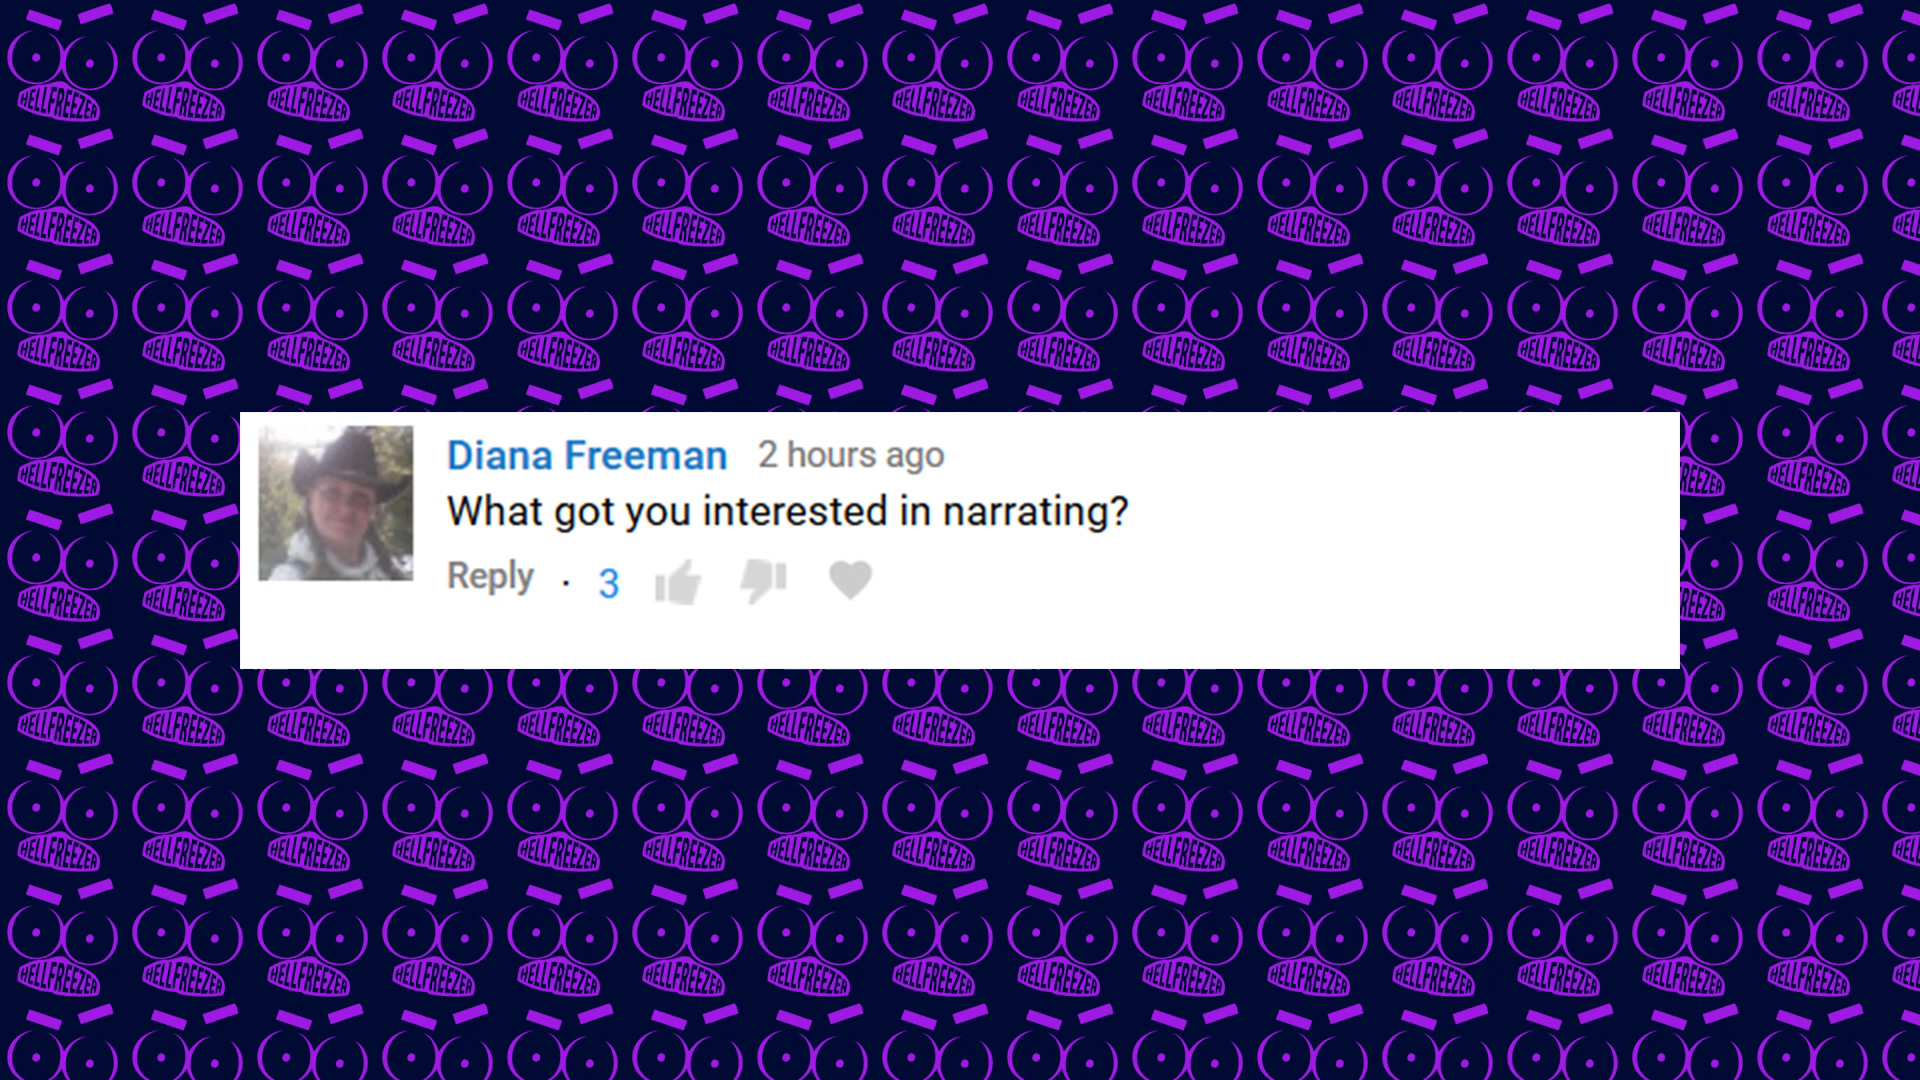 HELLFREEZER
Diana Freeman 2 hours ago
What got you interested in narrating?
Reply · 3